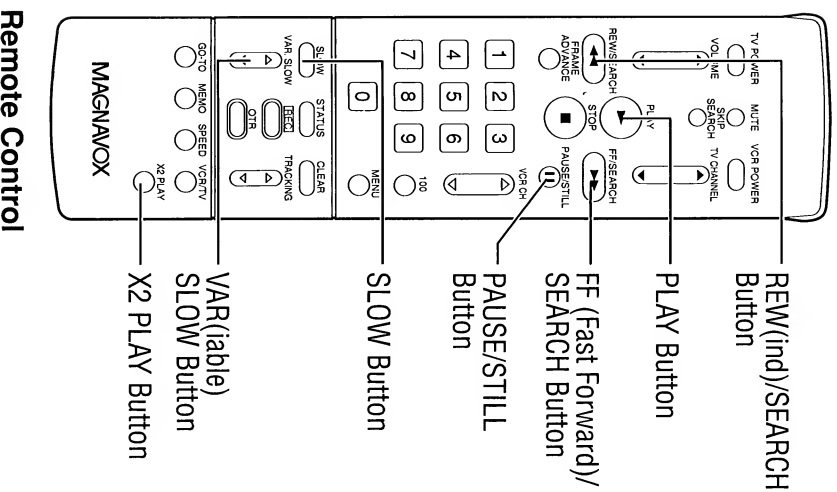 Remote Control
TV POWER
MUTE
VCR POWER
VOLUME
SKIP
SEARCH
TV CHANNEL
REW/SEARCH
PLAY
FF/SEARCH
FRAME
ADVANCE
STOP
PAUSE/STILL
1
2
3
VCR CH
4
5
6
7
8
9
100
0
MENU
SLOW
STATUS
CLEAR
VAR. SLOW
REC
TRACKING
OTR
GO-TO
MEMO
SPEED
VCR/TV
X2 PLAY
MAGNAVOX
REW(ind)/SEARCH
Button
PLAY Button
FF (Fast Forward)/
SEARCH Button
PAUSE/STILL
Button
SLOW Button
VAR(iable)
SLOW Button
X2 PLAY Button